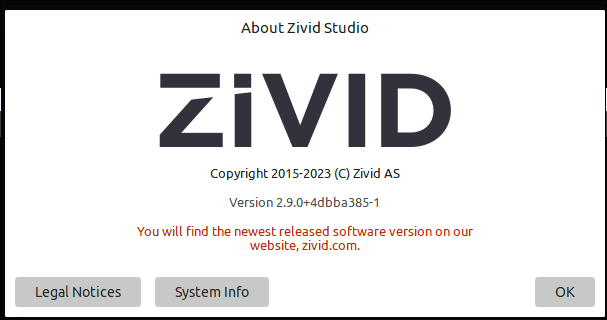 About Zivid Studio
ZiVID
Copyright 2015-2023 (C) Zivid AS
Version 2.9.0+4dbba385-1
You will find the newest released software version on our
website, zivid.com.
Legal Notices
System Info
OK